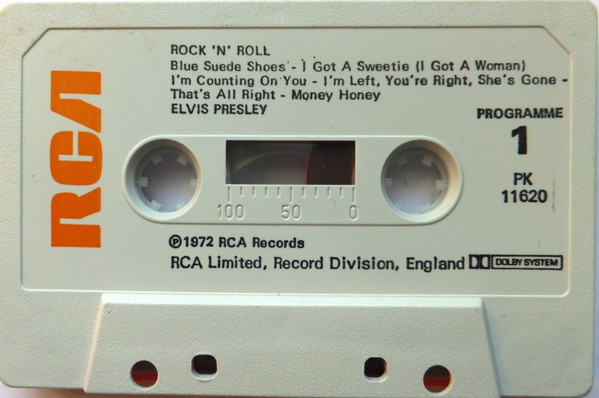 RCA
ROCK 'N' ROLL
Blue Suede Shoes - I Got A Sweetie (I Got A Woman)
I'm Counting On You - I'm Left, You're Right, She's Gone -
That's All Right - Money Honey
ELVIS PRESLEY
PROGRAMME
1
PK
11620
100 50 0
℗1972 RCA Records
RCA Limited, Record Division, England DOLBY SYSTEM